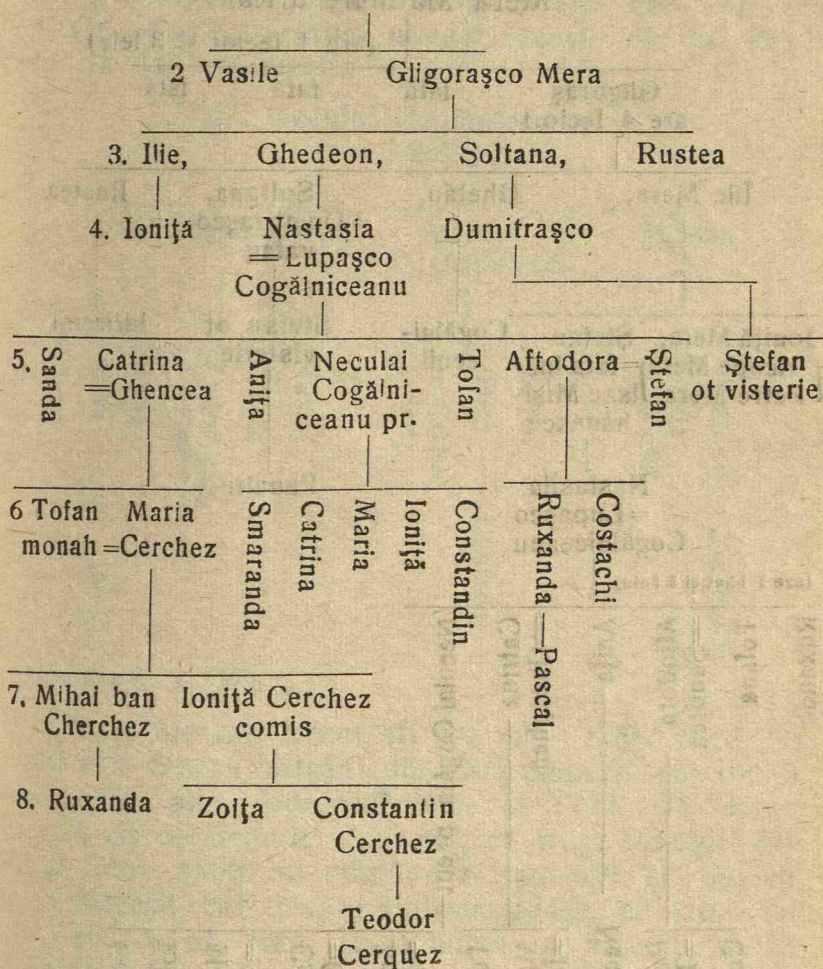 2 Vasile Gligoraşco Mera
3. Ilie, Ghedeon, Soltana, Rustea
4. Ioniţă Nastasia Dumitraşco
=Lupaşco
Cogălniceanu
5. Sanda Catrina Aniţa Neculai Tofan Aftodora—Ştefan Ştefan
=Ghencea Cogălni- ot visterie
ceanu pr.
6 Tofan Maria Smaranda Catrina Maria Ioniţă Constandin Ruxanda—Pascal Costachi
monah =Cerchez
7. Mihai ban Ioniţă Cerchez
Cherchez comis
8. Ruxanda Zoiţa Constantin
Cerchez
Teodor
Cerquez